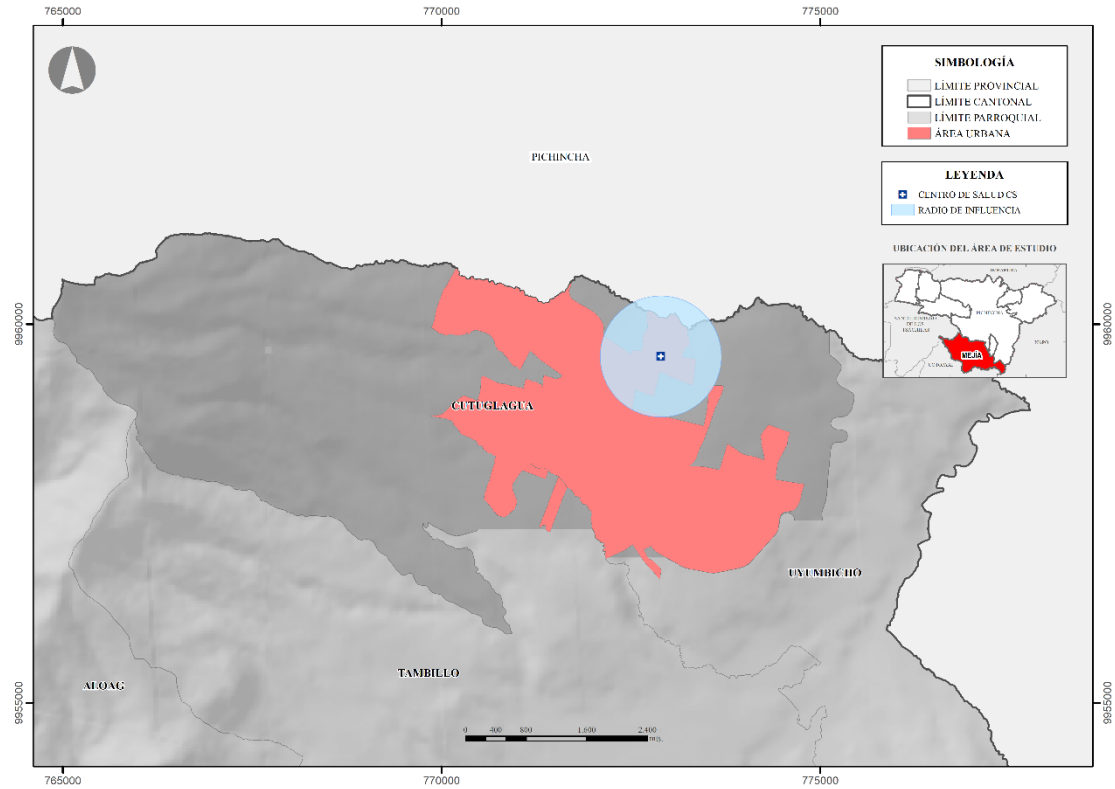 765000
770000
775000
SIMBOLOGÍA
LÍMITE PROVINCIAL
LÍMITE CANTONAL
LÍMITE PARROQUIAL
ÁREA URBANA
PICHINCHA
LEYENDA
CENTRO DE SALUD CS
RADIO DE INFLUENCIA
UBICACIÓN DEL ÁREA DE ESTUDIO
PICHINCHA
MEJÍA
9960000
9960000
CUTUGLAGUA
UYUMBICHO
TAMBILLO
ALOAG
9955000
9955000
0 400 800 1,600 2,400
mts.
765000
770000
775000